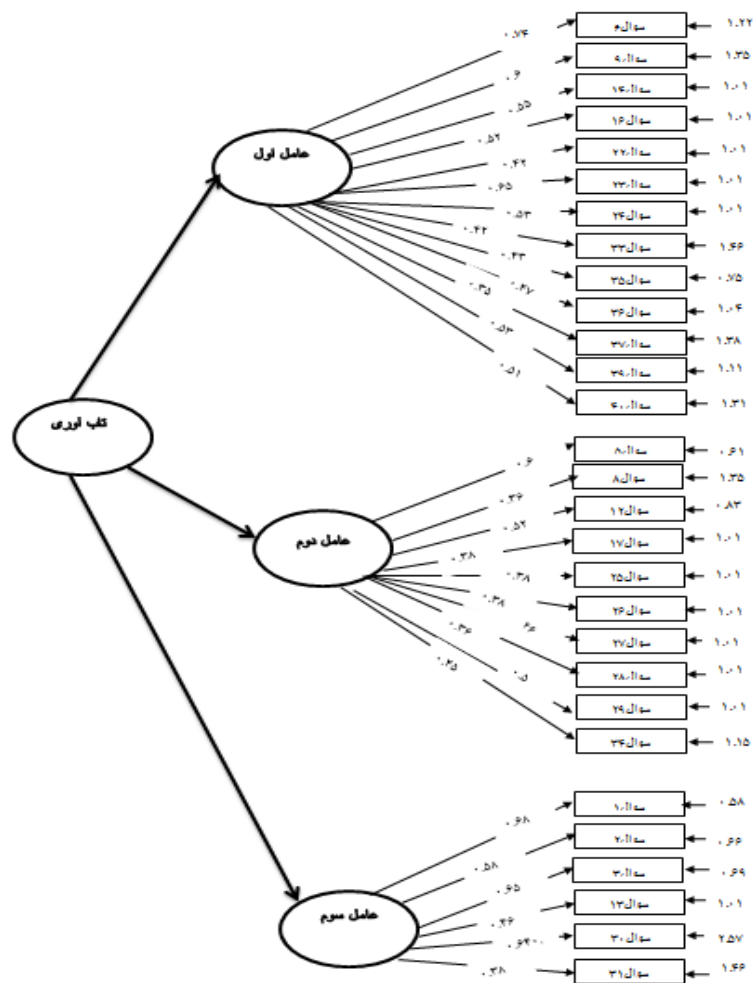 ۰.۷۴ سوال۶ ۱.۲۲
۰.۶ سوال۹ ۱.۳۵
۰.۵۵ سوال۱۴ ۱.۰۱
۰.۵۲ سوال۱۶ ۱.۰۱
عامل اول
۰.۴۲ سوال۲۲ ۱.۰۱
۰.۶۵ سوال۲۳ ۱.۰۱
۰.۵۳ سوال۲۴ ۱.۰۱
۰.۴۲ سوال۳۳ ۱.۴۶
۰.۴۳ سوال۳۵ ۰.۷۵
۰.۴۷ سوال۳۶ ۱.۰۴
۰.۳۵ سوال۳۷ ۱.۳۸
۰.۵۳ سوال۳۹ ۱.۱۱
۰.۵۱ سوال۴۰ ۱.۳۱
تاب اوری
۰.۶ سوال۸ ۰.۶۱
۰.۳۶ سوال۸ ۱.۳۵
۰.۵۲ سوال۱۲ ۰.۸۳
عامل دوم
۰.۳۸ سوال۱۷ ۱.۰۱
۰.۳۸ سوال۲۵ ۱.۰۱
۰.۳۸ سوال۲۶ ۱.۰۱
سوال۲۷ ۱.۰۱
۰.۳۶ سوال۲۸ ۱.۰۱
۰.۵ سوال۲۹ ۱.۰۱
۰.۲۵ سوال۳۴ ۱.۱۵
۰.۶۸ سوال۱ ۰.۵۸
۰.۵۸ سوال۲ ۰.۶۶
۰.۶۵ سوال۳ ۰.۶۹
عامل سوم
۰.۴۶ سوال۱۳ ۱.۰۱
سوال۳۰ ۲.۵۷
۰.۳۸ سوال۳۱ ۱.۴۶